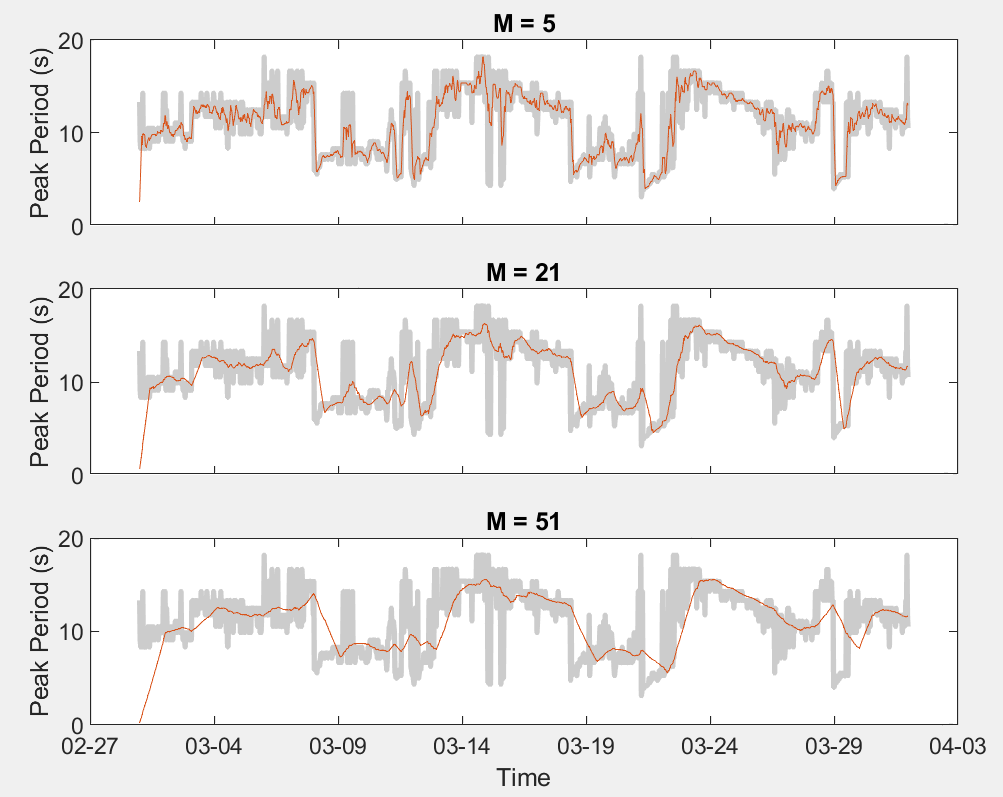 M = 5
20
10
0
Peak Period (s)
M = 21
20
10
0
Peak Period (s)
M = 51
20
10
0
Peak Period (s)
02-27 03-04 03-09 03-14 03-19 03-24 03-29 04-03
Time